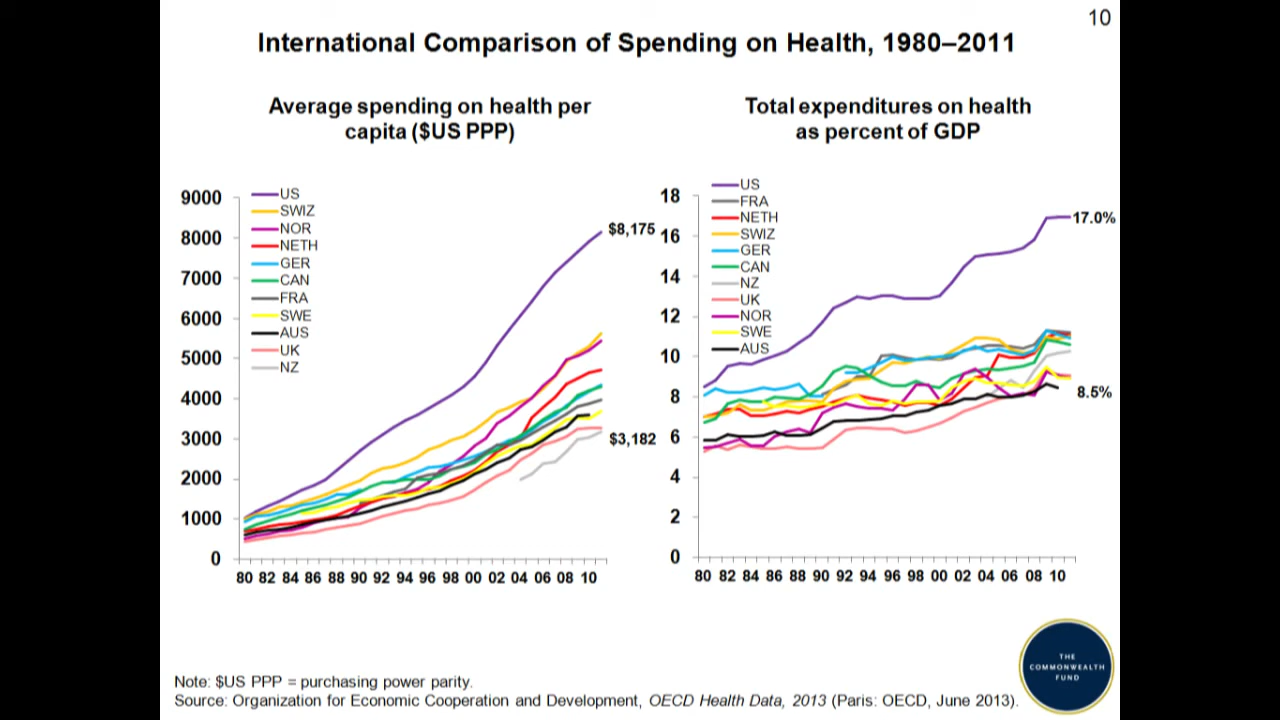 10
International Comparison of Spending on Health, 1980–2011
Average spending on health per
capita ($US PPP)
9000
8000
7000
6000
5000
4000
3000
2000
1000
0
US
SWIZ
NOR
NETH
GER
CAN
FRA
SWE
AUS
UK
NZ
$8,175
$3,182
80 82 84 86 88 90 92 94 96 98 00 02 04 06 08 10
Total expenditures on health
as percent of GDP
18
16
14
12
10
8
6
4
2
0
US
FRA
NETH
SWIZ
GER
CAN
NZ
UK
NOR
SWE
AUS
17.0%
8.5%
80 82 84 86 88 90 92 94 96 98 00 02 04 06 08 10
THE
COMMONWEALTH
FUND
Note: $US PPP = purchasing power parity.
Source: Organization for Economic Cooperation and Development, OECD Health Data, 2013 (Paris: OECD, June 2013).